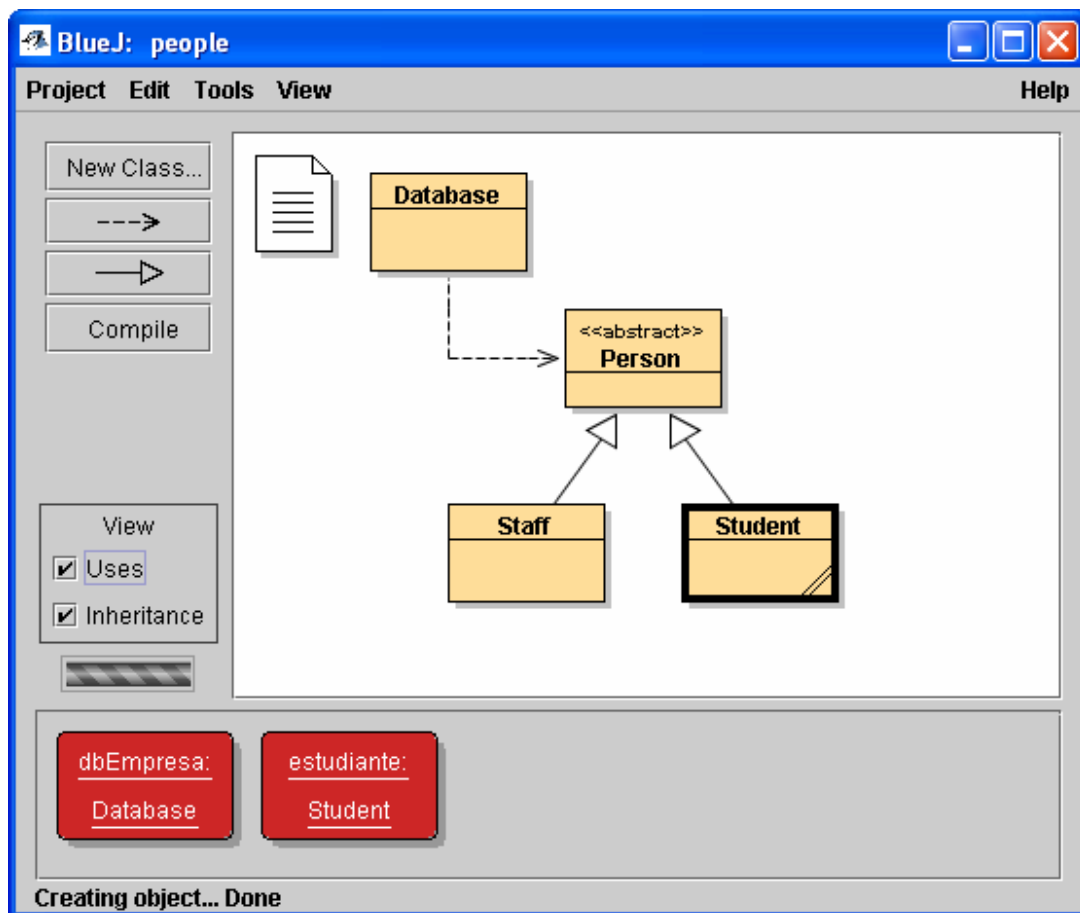 BlueJ: people
Project Edit Tools View Help
New Class...
Compile
View
Uses
Inheritance
Database
<<abstract>>
Person
Staff
Student
dbEmpresa:
Database
estudiante:
Student
Creating object... Done